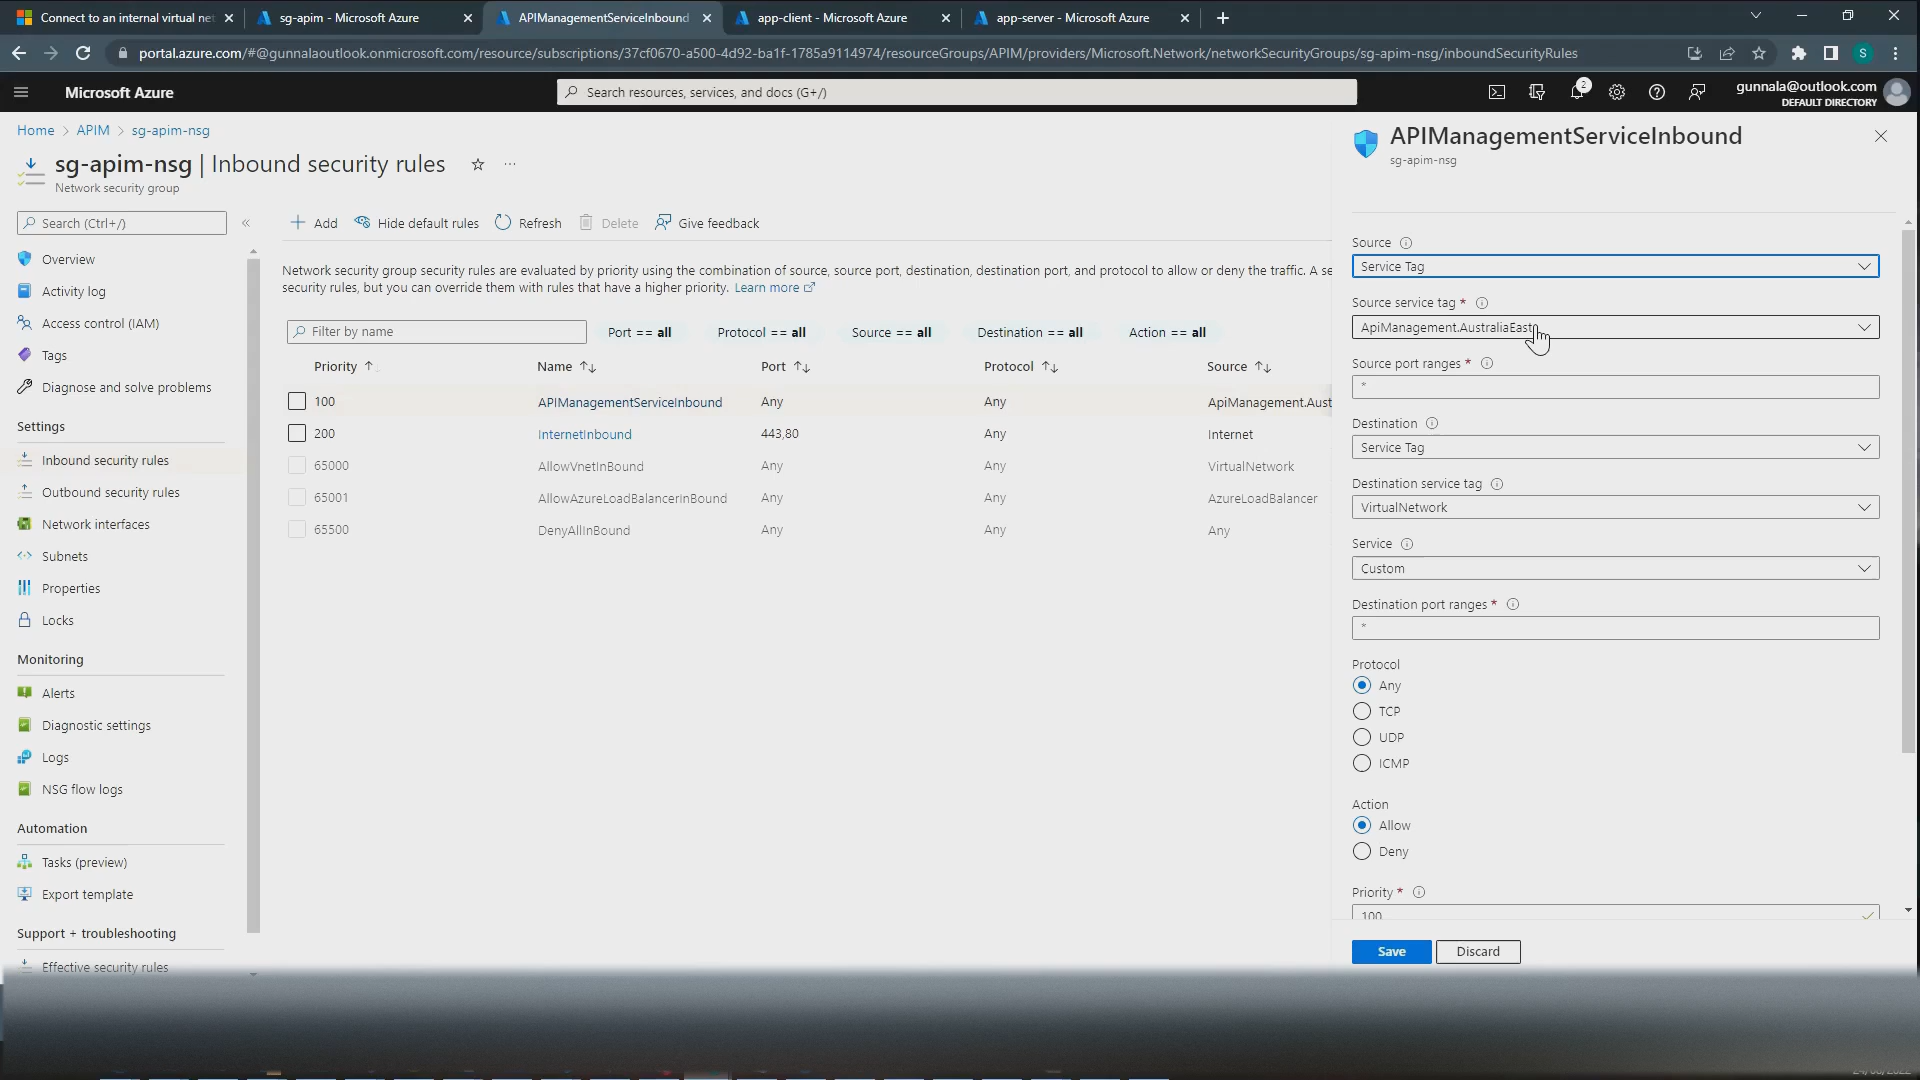 Connect to an internal virtual net
sg-apim - Microsoft Azure
APIManagementServiceInbound
app-client - Microsoft Azure
app-server - Microsoft Azure
portal.azure.com/#@gunnalaoutlook.onmicrosoft.com/resource/subscriptions/37cf0670-a500-4d92-ba1f-1785a9114974/resourceGroups/APIM/providers/Microsoft.Network/networkSecurityGroups/sg-apim-nsg/inboundSecurityRules
S
Microsoft Azure
Search resources, services, and docs (G+/)
2
gunnala@outlook.com
DEFAULT DIRECTORY
Home > APIM > sg-apim-nsg
sg-apim-nsg | Inbound security rules
Network security group
Search (Ctrl+/)
Overview
Activity log
Access control (IAM)
Tags
Diagnose and solve problems
Settings
Inbound security rules
Outbound security rules
Network interfaces
Subnets
Properties
Locks
Monitoring
Alerts
Diagnostic settings
Logs
NSG flow logs
Automation
Tasks (preview)
Export template
Support + troubleshooting
Effective security rules
Add
Hide default rules
Refresh
Delete
Give feedback
Network security group security rules are evaluated by priority using the combination of source, source port, destination, destination port, and protocol to allow or deny the traffic. A se
security rules, but you can override them with rules that have a higher priority. Learn more
Filter by name
Port == all
Protocol == all
Source == all
Destination == all
Action == all
Priority Name Port Protocol Source
100 APIManagementServiceInbound Any Any ApiManagement.Aust
200 InternetInbound 443,80 Any Internet
65000 AllowVnetInBound Any Any VirtualNetwork
65001 AllowAzureLoadBalancerInBound Any Any AzureLoadBalancer
65500 DenyAllInBound Any Any Any
APIManagementServiceInbound
sg-apim-nsg
Source
Service Tag
Source service tag *
ApiManagement.AustraliaEast
Source port ranges *
*
Destination
Service Tag
Destination service tag
VirtualNetwork
Service
Custom
Destination port ranges *
*
Protocol
Any
TCP
UDP
ICMP
Action
Allow
Deny
Priority *
100
Save
Discard